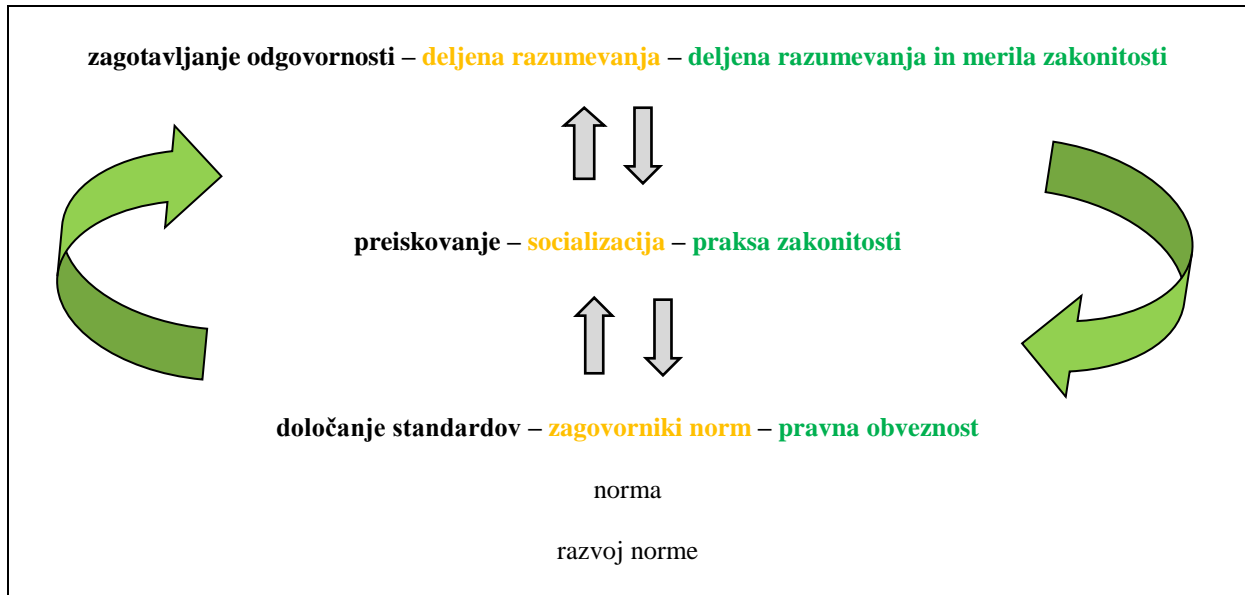 zagotavljanje odgovornosti – deljena razumevanja – deljena razumevanja in merila zakonitosti
preiskovanje – socializacija – praksa zakonitosti
določanje standardov – zagovorniki norm – pravna obveznost
norma
razvoj norme